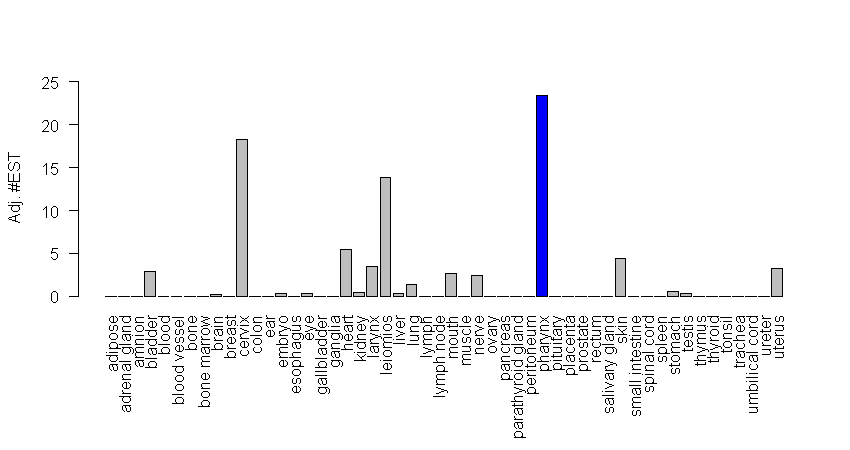 Adj. #EST
25
20
15
10
5
0
adipose
adrenal gland
amnion
bladder
blood
blood vessel
bone
bone marrow
brain
breast
cervix
colon
ear
embryo
esophagus
eye
gallbladder
ganglia
heart
kidney
larynx
leiomios
liver
lung
lymph
lymph node
mouth
muscle
nerve
ovary
pancreas
parathyroid gland
peritoneum
pharynx
pituitary
placenta
prostate
rectum
salivary gland
skin
small intestine
spinal cord
spleen
stomach
testis
thymus
thyroid
tonsil
trachea
umbilical cord
ureter
uterus